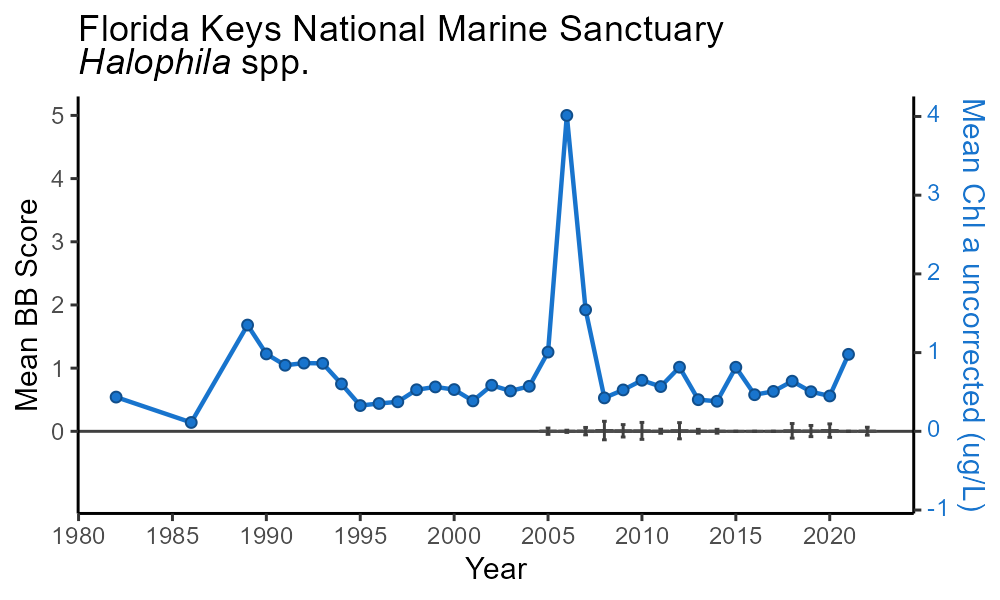 Florida Keys National Marine Sanctuary
Halophila spp.
Mean BB Score
5
4
3
2
1
0
4
3
2
1
0
-1
Mean Chl a uncorrected (ug/L)
1980 1985 1990 1995 2000 2005 2010 2015 2020
Year